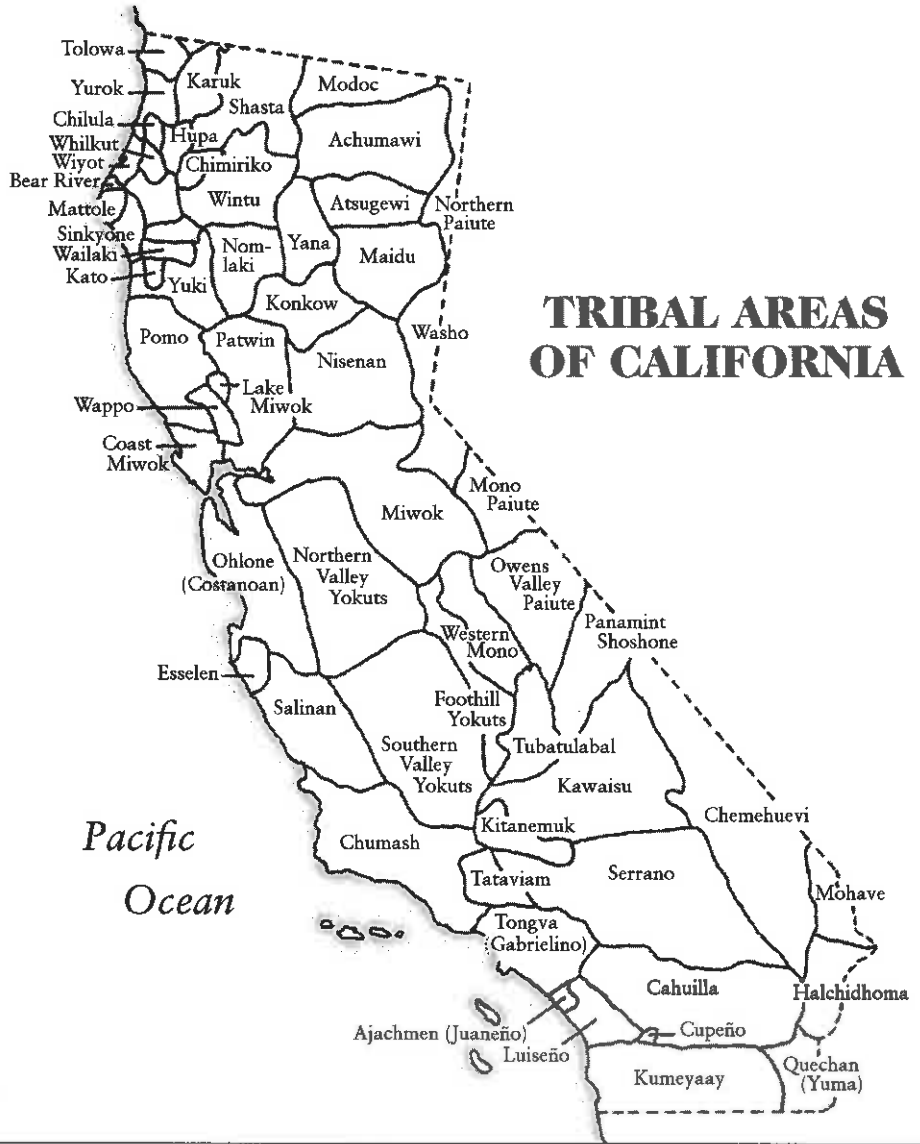 TRIBAL AREAS
OF CALIFORNIA
Tolowa
Yurok
Karuk
Shasta
Modoc
Chilula
Whilkut
Wiyot
Bear River
Hupa
Chimiriko
Achumawi
Mattole
Wintu
Atsugewi
Northern
Paiute
Sinkyone
Wailaki
Kato
Yuki
Nom-
laki
Yana
Maidu
Konkow
Pomo
Patwin
Nisenan
Washo
Lake
Miwok
Wappo
Coast
Miwok
Mono
Paiute
Miwok
Ohlone
(Costanoan)
Northern
Valley
Yokuts
Owens
Valley
Paiute
Panamint
Shoshone
Western
Mono
Esselen
Salinan
Foothill
Yokuts
Southern
Valley
Yokuts
Tubatulabal
Kawaisu
Chemehuevi
Kitanemuk
Chumash
Tataviam
Serrano
Mohave
Pacific
Ocean
Tongva
(Gabrielino)
Cahuilla
Halchidhoma
Ajachmen (Juaneño)
Luiseño
Cupeño
Kumeyaay
Quechan
(Yuma)